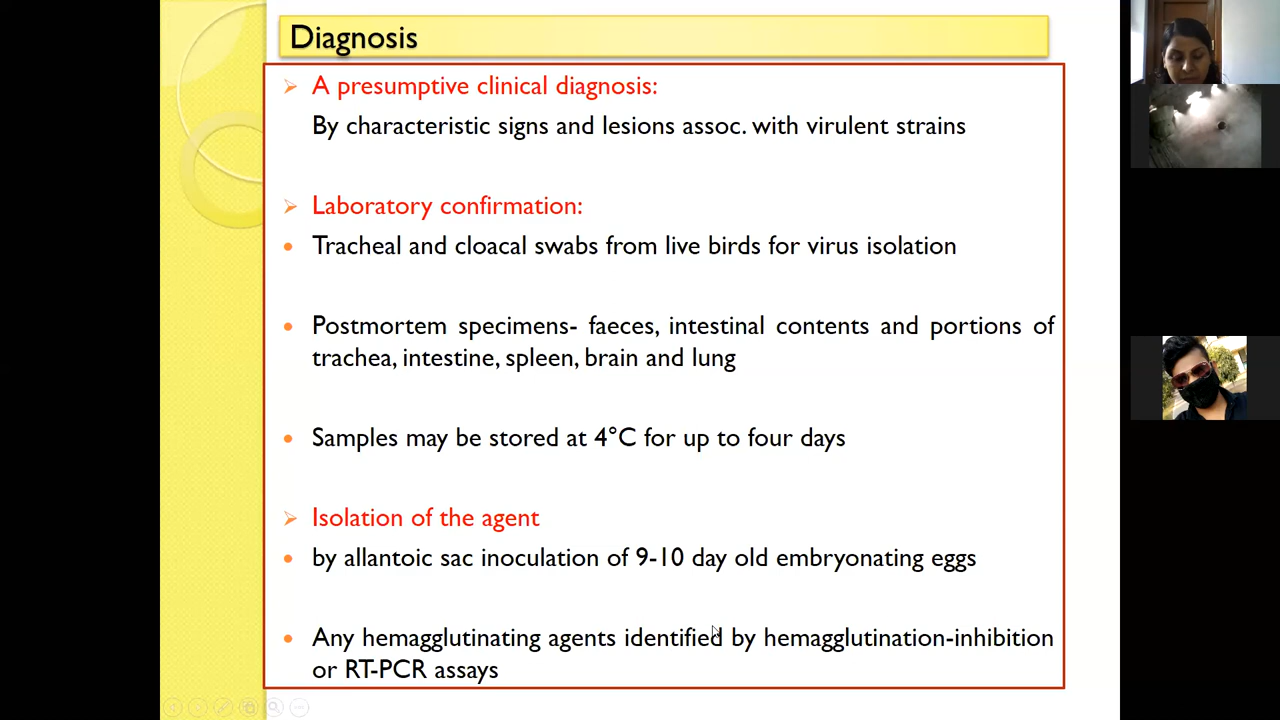 Diagnosis
A presumptive clinical diagnosis:
By characteristic signs and lesions assoc. with virulent strains
Laboratory confirmation:
Tracheal and cloacal swabs from live birds for virus isolation
Postmortem specimens- faeces, intestinal contents and portions of
trachea, intestine, spleen, brain and lung
Samples may be stored at 4°C for up to four days
Isolation of the agent
by allantoic sac inoculation of 9-10 day old embryonating eggs
Any hemagglutinating agents identified by hemagglutination-inhibition
or RT-PCR assays